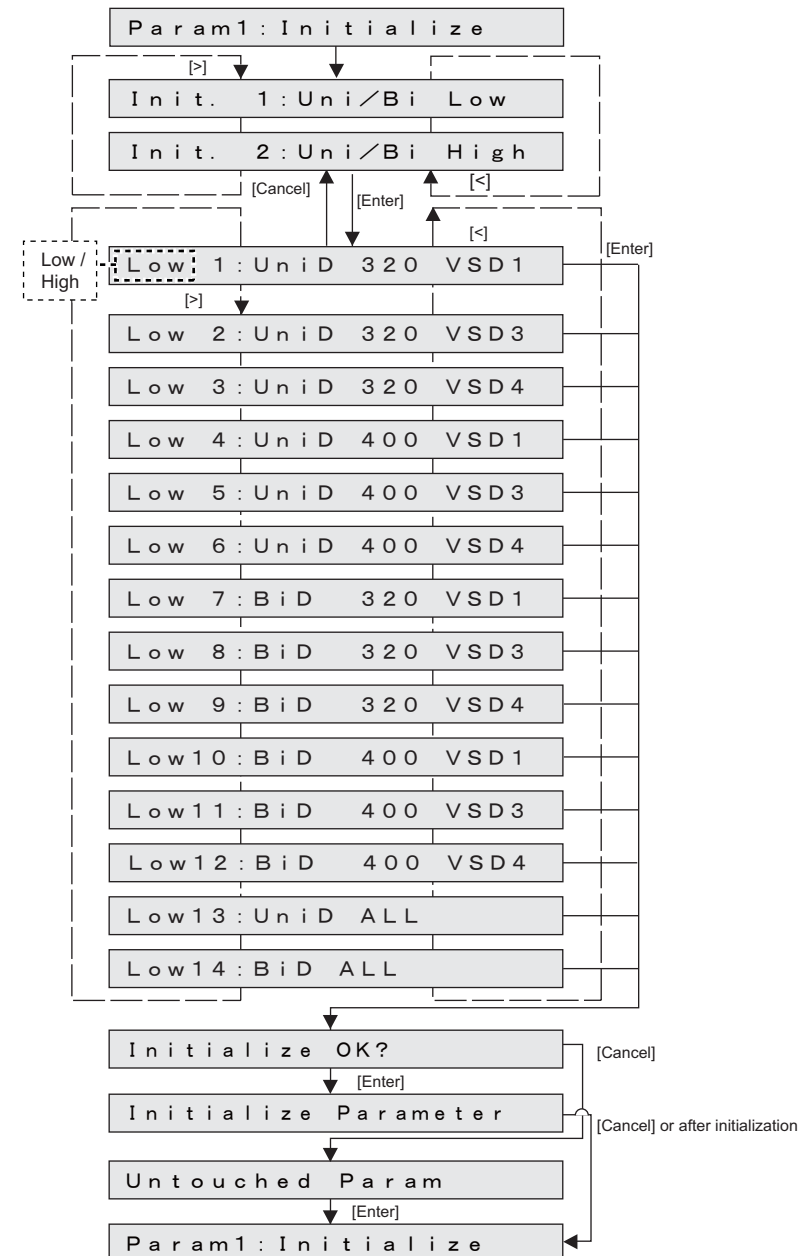 Param1:Initialize
[>]
Init. 1:Uni/Bi Low
Init. 2:Uni/Bi High
[Cancel]
[Enter]
[<]
[<]
[Enter]
Low /
High
Low 1:UniD 320 VSD1
[>]
Low 2:UniD 320 VSD3
Low 3:UniD 320 VSD4
Low 4:UniD 400 VSD1
Low 5:UniD 400 VSD3
Low 6:UniD 400 VSD4
Low 7:BiD 320 VSD1
Low 8:BiD 320 VSD3
Low 9:BiD 320 VSD4
Low10:BiD 400 VSD1
Low11:BiD 400 VSD3
Low12:BiD 400 VSD4
Low13:UniD ALL
Low14:BiD ALL
Initialize OK?
[Cancel]
[Enter]
Initialize Parameter
[Cancel] or after initialization
Untouched Param
[Enter]
Param1:Initialize